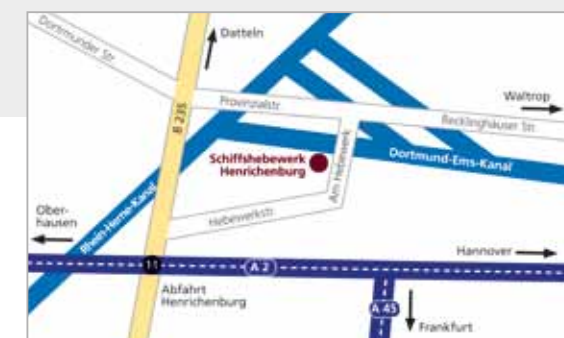 Dortmunder Str.
Datteln
Waltrop
B 235
Provinzialstr.
Recklinghäuser Str.
Schiffshebewerk
Henrichenburg
Am Hebewerk
Dortmund-Ems-Kanal
Rhein-Herne-Kanal
Ober-
hausen
Hebewerkstr.
Hannover
11
A 2
Abfahrt
Henrichenburg
A 45
Frankfurt